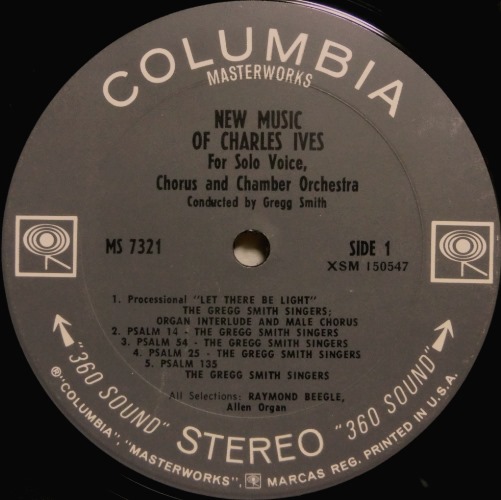 COLUMBIA
MASTERWORKS
NEW MUSIC
OF CHARLES IVES
For Solo Voice,
Chorus and Chamber Orchestra
Conducted by Gregg Smith
MS 7321
SIDE 1
XSM 150547
1. Processional "LET THERE BE LIGHT"
THE GREGG SMITH SINGERS;
ORGAN INTERLUDE AND MALE CHORUS
2. PSALM 14 - THE GREGG SMITH SINGERS
3. PSALM 54 - THE GREGG SMITH SINGERS
4. PSALM 25 - THE GREGG SMITH SINGERS
5. PSALM 135
THE GREGG SMITH SINGERS
All Selections: RAYMOND BEEGLE,
Allen Organ
"360 SOUND" STEREO "360 SOUND"
®"COLUMBIA", "MASTERWORKS", MARCAS REG. PRINTED IN U.S.A.